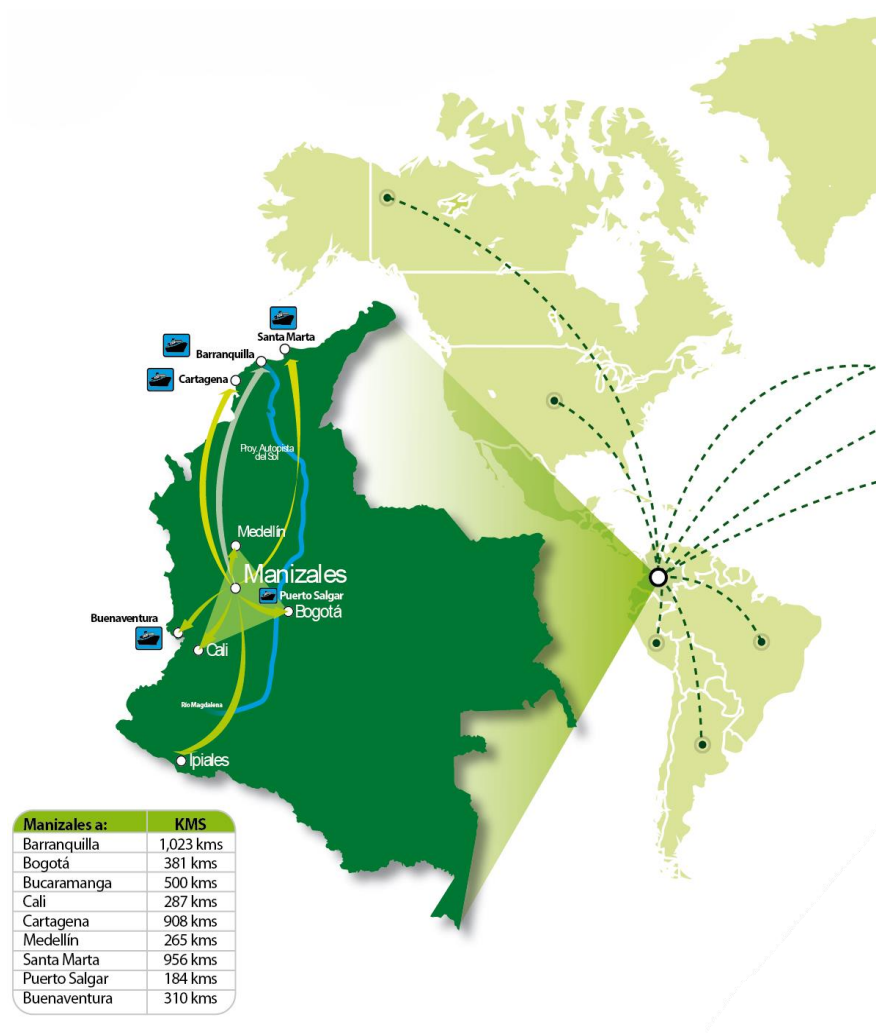 Santa Marta
Barranquilla
Cartagena
Proy. Autopista
del Sol
Medellín
Manizales
Puerto Salgar
Bogotá
Buenaventura
Cali
Río Magdalena
Ipiales
Manizales a: KMS
Barranquilla 1,023 kms
Bogotá 381 kms
Bucaramanga 500 kms
Cali 287 kms
Cartagena 908 kms
Medellín 265 kms
Santa Marta 956 kms
Puerto Salgar 184 kms
Buenaventura 310 kms